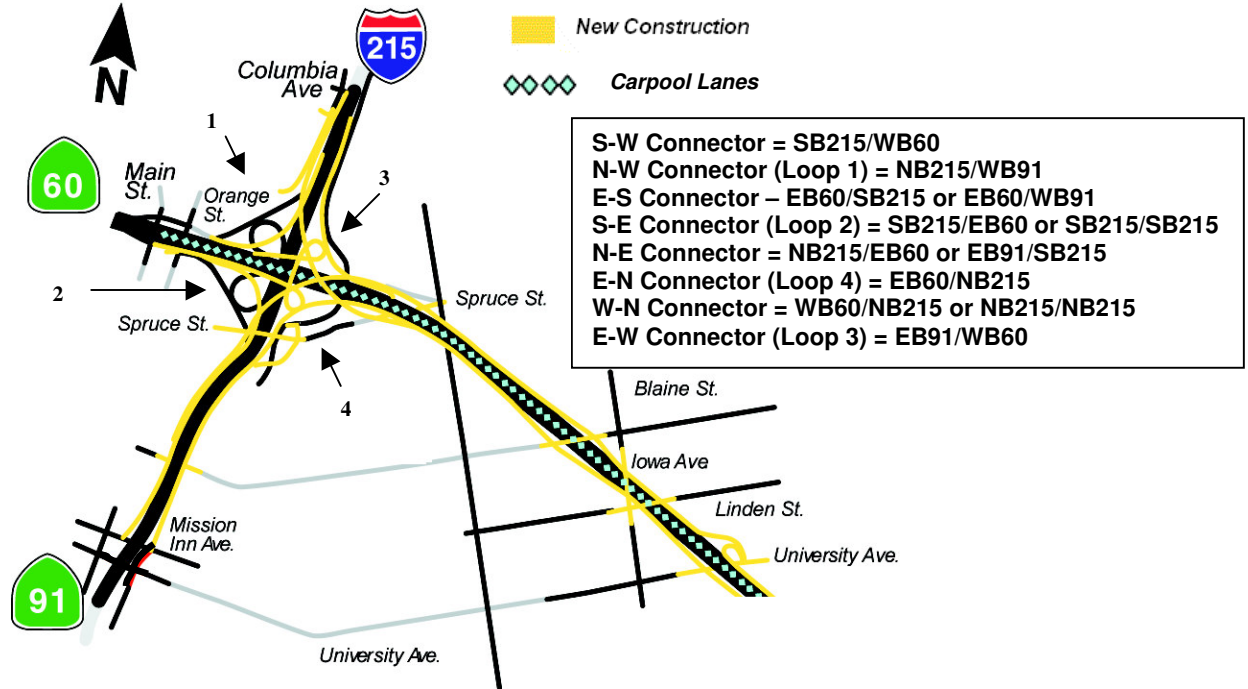 New Construction
Carpool Lanes
215
Columbia
Ave
N
1
60
Main
St.
Orange
St.
3
2
Spruce St.
Spruce St.
4
S-W Connector = SB215/WB60
N-W Connector (Loop 1) = NB215/WB91
E-S Connector – EB60/SB215 or EB60/WB91
S-E Connector (Loop 2) = SB215/EB60 or SB215/SB215
N-E Connector = NB215/EB60 or EB91/SB215
E-N Connector (Loop 4) = EB60/NB215
W-N Connector = WB60/NB215 or NB215/NB215
E-W Connector (Loop 3) = EB91/WB60
Blaine St.
Iowa Ave
Linden St.
University Ave.
Mission
Inn Ave.
91
University Ave.